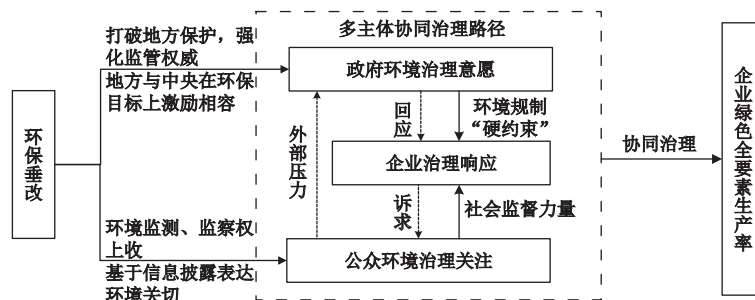 环保垂改
打破地方保护，强
化监管权威
地方与中央在环保
目标上激励相容
环境监测、监察权
上收
基于信息披露表达
环境关切
多主体协同治理路径
政府环境治理意愿
外部压力
回应
环境规制
“硬约束”
企业治理响应
诉求
社会监督力量
公众环境治理关注
协同治理
企业绿色全要素生产率